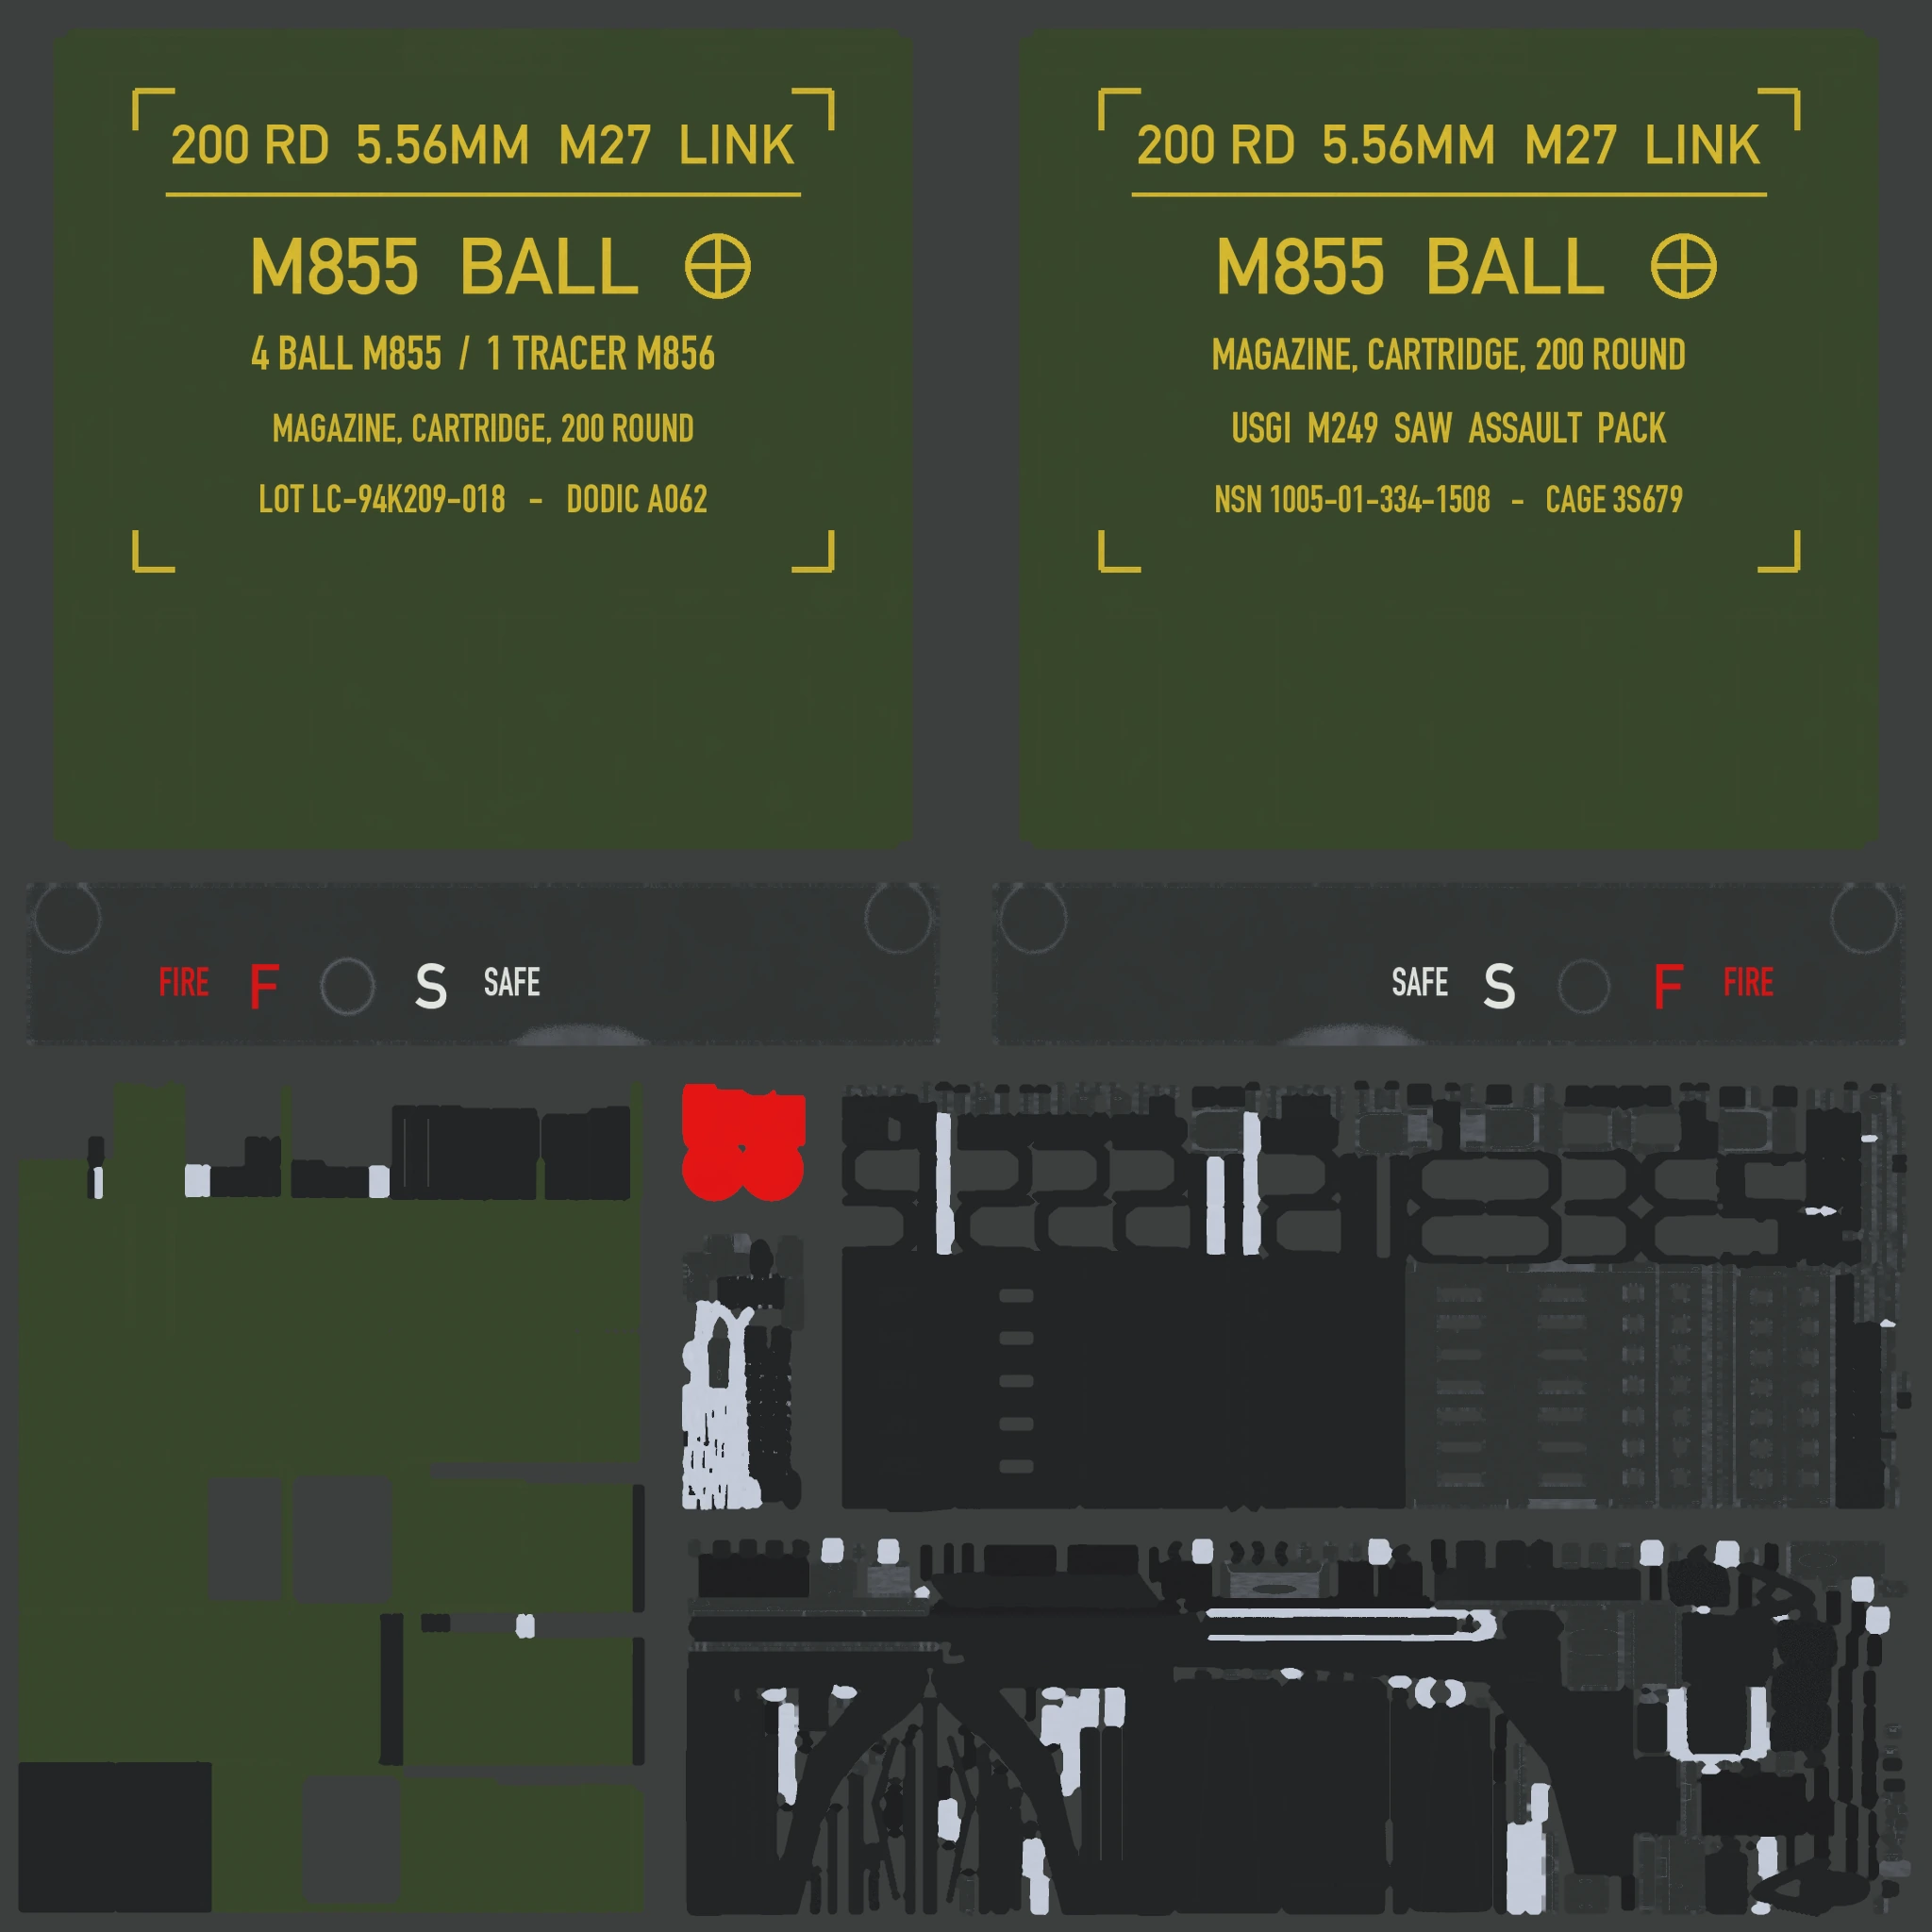 200 RD 5.56MM M27 LINK
M855 BALL ⊕
4 BALL M855 / 1 TRACER M856
MAGAZINE, CARTRIDGE, 200 ROUND
LOT LC-94K209-018 - DODIC A062
200 RD 5.56MM M27 LINK
M855 BALL ⊕
MAGAZINE, CARTRIDGE, 200 ROUND
USGI M249 SAW ASSAULT PACK
NSN 1005-01-334-1508 - CAGE 3S679
FIRE F S SAFE
SAFE S F FIRE